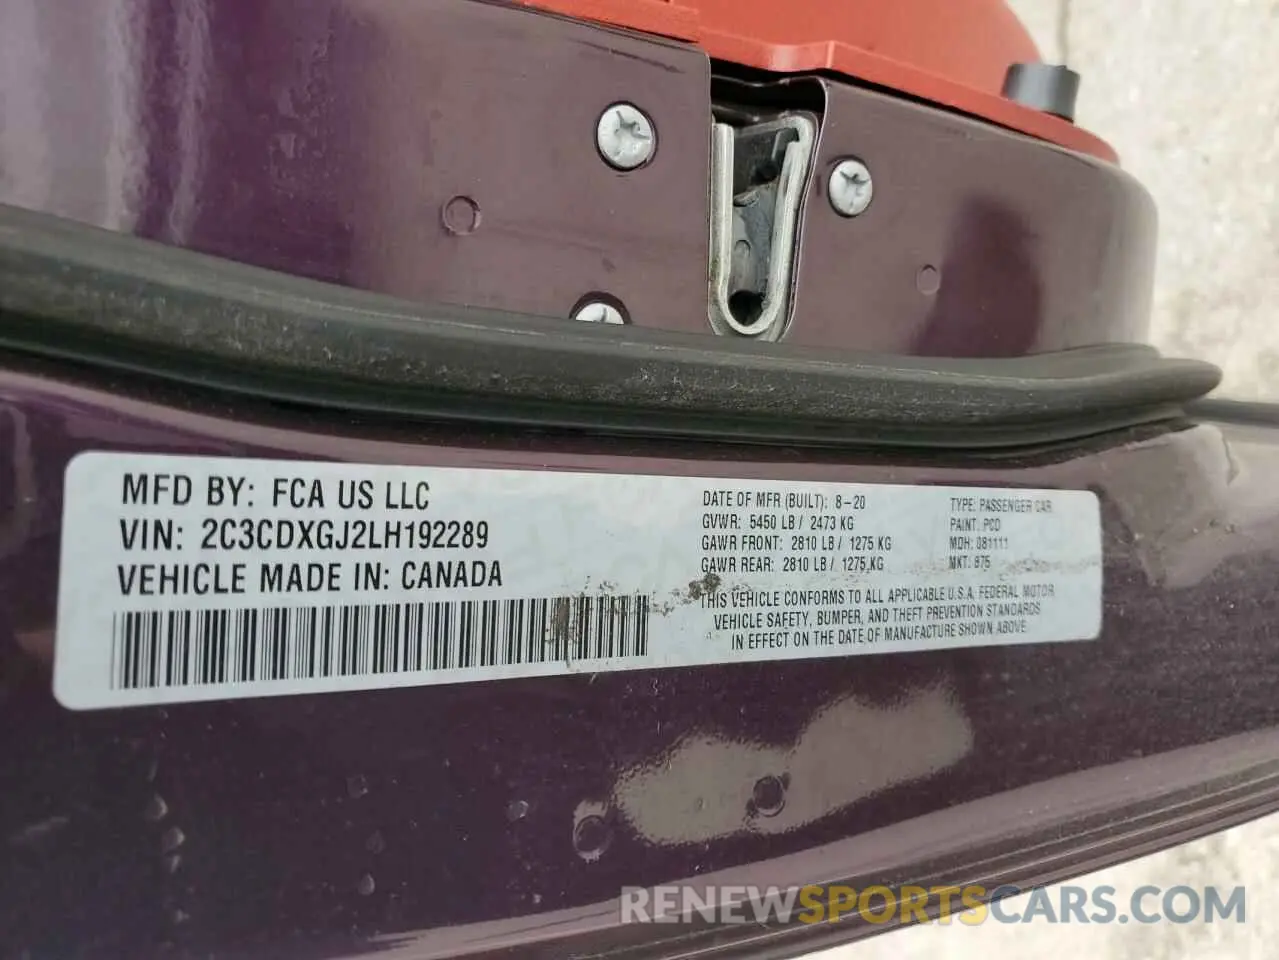 MFD BY: FCA US LLC
VIN: 2C3CDXGJ2LH192289
VEHICLE MADE IN: CANADA
DATE OF MFR (BUILT): 8-20
GVWR: 5450 LB / 2473 KG
GAWR FRONT: 2810 LB / 1275 KG
GAWR REAR: 2810 LB / 1275 KG
TYPE: PASSENGER CAR
PAINT: PCD
MDH: 081111
MKT: 875
THIS VEHICLE CONFORMS TO ALL APPLICABLE U.S.A. FEDERAL MOTOR
VEHICLE SAFETY, BUMPER, AND THEFT PREVENTION STANDARDS
IN EFFECT ON THE DATE OF MANUFACTURE SHOWN ABOVE
RENEWSPORTSCARS.COM